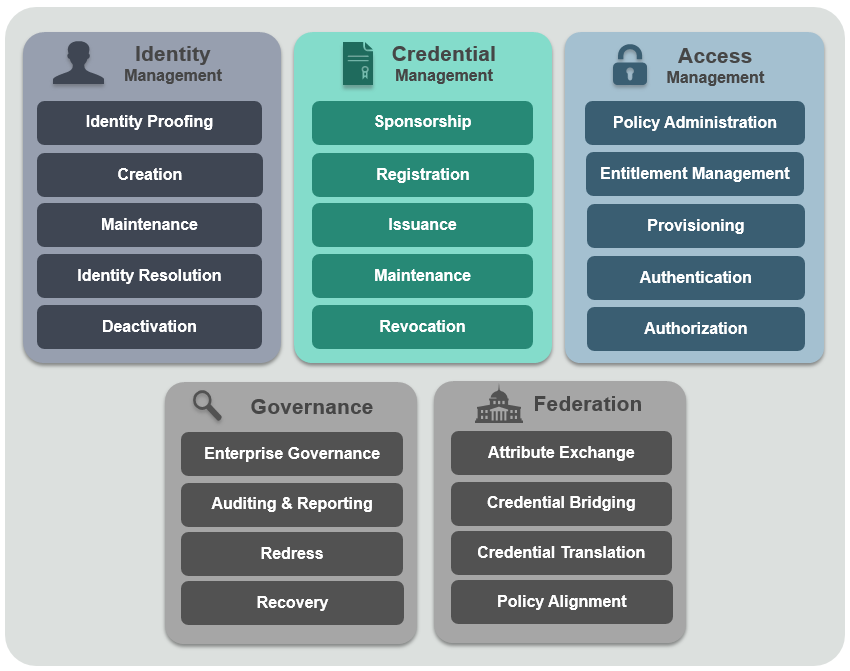 Identity
Management
Identity Proofing
Creation
Maintenance
Identity Resolution
Deactivation
Credential
Management
Sponsorship
Registration
Issuance
Maintenance
Revocation
Access
Management
Policy Administration
Entitlement Management
Provisioning
Authentication
Authorization
Governance
Enterprise Governance
Auditing & Reporting
Redress
Recovery
Federation
Attribute Exchange
Credential Bridging
Credential Translation
Policy Alignment